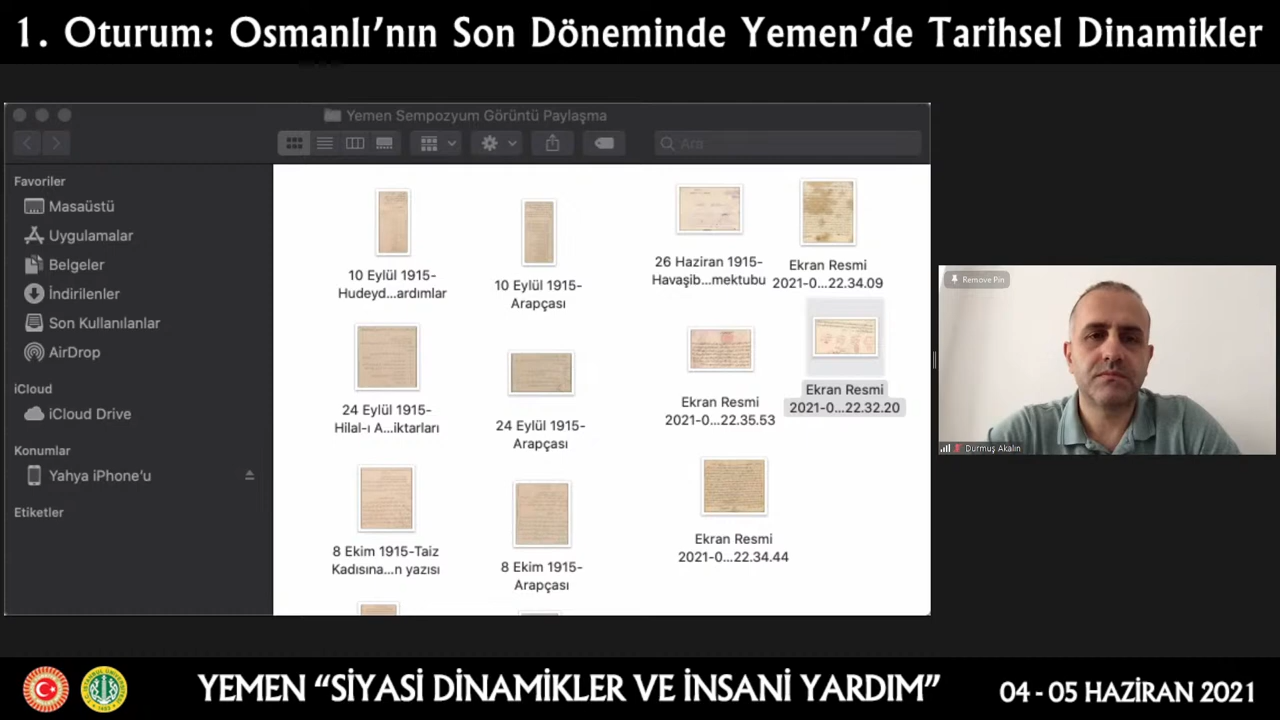 1. Oturum: Osmanlı’nın Son Döneminde Yemen’de Tarihsel Dinamikler
Yemen Sempozyum Görüntü Paylaşma
Ara
Favoriler
Masaüstü
Uygulamalar
Belgeler
İndirilenler
Son Kullanılanlar
AirDrop
iCloud
iCloud Drive
Konumlar
Yahya iPhone’u
Etiketler
10 Eylül 1915-
Hudeyd...ardımlar
10 Eylül 1915-
Arapçası
26 Haziran 1915-
Havaşib...mektubu
Ekran Resmi
2021-0...22.34.09
24 Eylül 1915-
Hilal-ı A...iktarları
24 Eylül 1915-
Arapçası
Ekran Resmi
2021-0...22.35.53
Ekran Resmi
2021-0...22.32.20
8 Ekim 1915-Taiz
Kadısına...n yazısı
8 Ekim 1915-
Arapçası
Ekran Resmi
2021-0...22.34.44
Remove Pin
Durmuş Akalın
YEMEN “SİYASİ DİNAMİKLER VE İNSANİ YARDIM”
04 - 05 HAZİRAN 2021